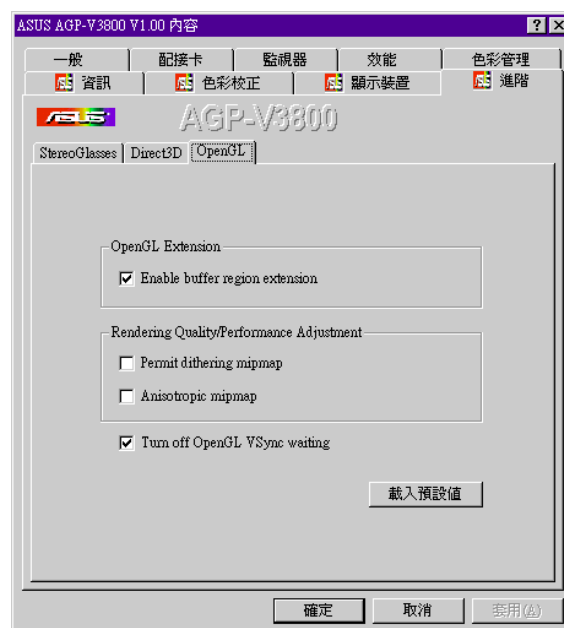 ASUS AGP-V3800 V1.00 內容
一般 配接卡 監視器 效能 色彩管理
資訊 色彩校正 顯示裝置 進階
ASUS AGP-V3800
StereoGlasses Direct3D OpenGL
OpenGL Extension
Enable buffer region extension
Rendering Quality/Performance Adjustment
Permit dithering mipmap
Anisotropic mipmap
Turn off OpenGL VSync waiting
載入預設值
確定 取消 套用(A)